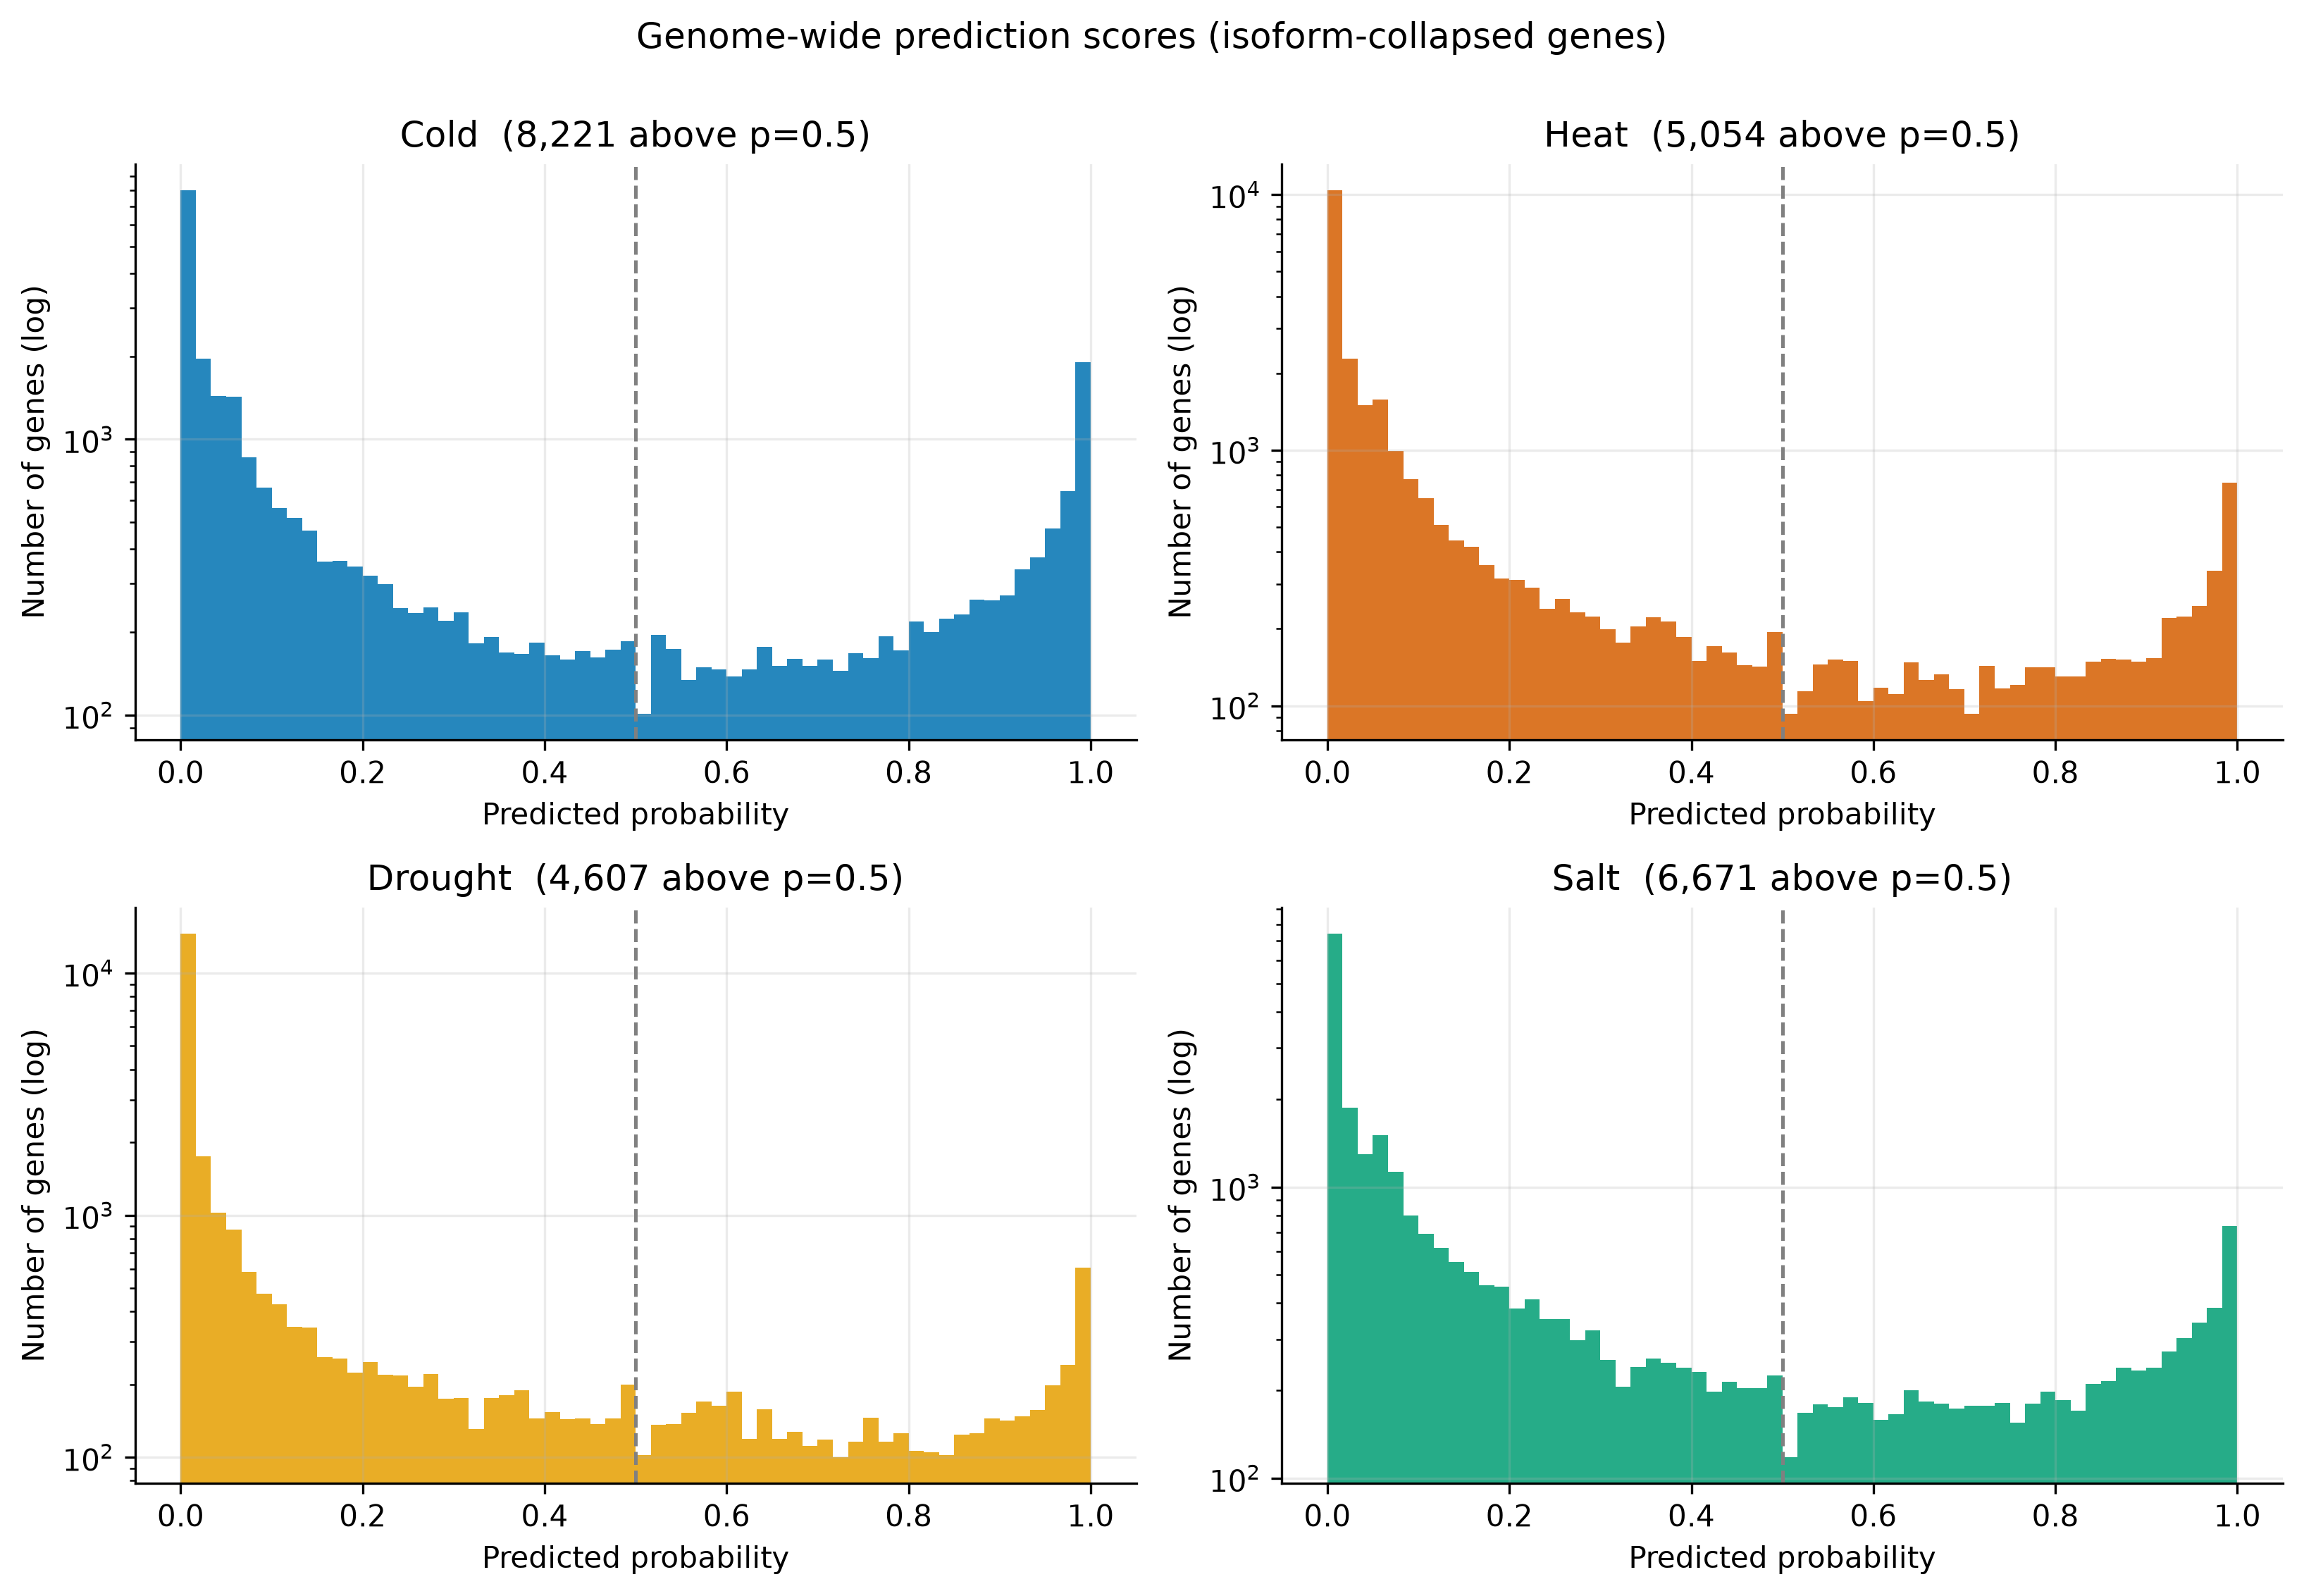 Genome-wide prediction scores (isoform-collapsed genes)
Cold  (8,221 above p=0.5)
Number of genes (log)
10³
10²
0.0 0.2 0.4 0.6 0.8 1.0
Predicted probability
Heat  (5,054 above p=0.5)
Number of genes (log)
10⁴
10³
10²
0.0 0.2 0.4 0.6 0.8 1.0
Predicted probability
Drought  (4,607 above p=0.5)
Number of genes (log)
10⁴
10³
10²
0.0 0.2 0.4 0.6 0.8 1.0
Predicted probability
Salt  (6,671 above p=0.5)
Number of genes (log)
10³
10²
0.0 0.2 0.4 0.6 0.8 1.0
Predicted probability